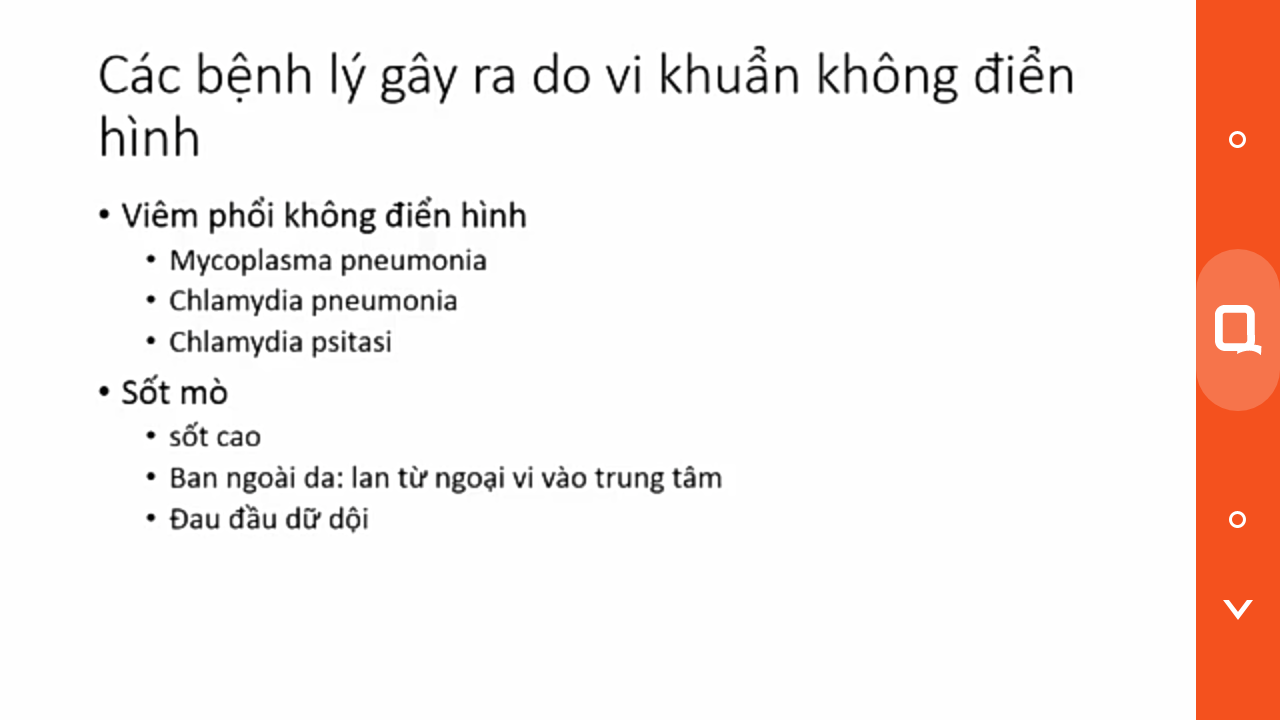 Các bệnh lý gây ra do vi khuẩn không điển
hình
• Viêm phổi không điển hình
• Mycoplasma pneumonia
• Chlamydia pneumonia
• Chlamydia psitasi
• Sốt mò
• sốt cao
• Ban ngoài da: lan từ ngoại vi vào trung tâm
• Đau đầu dữ dội